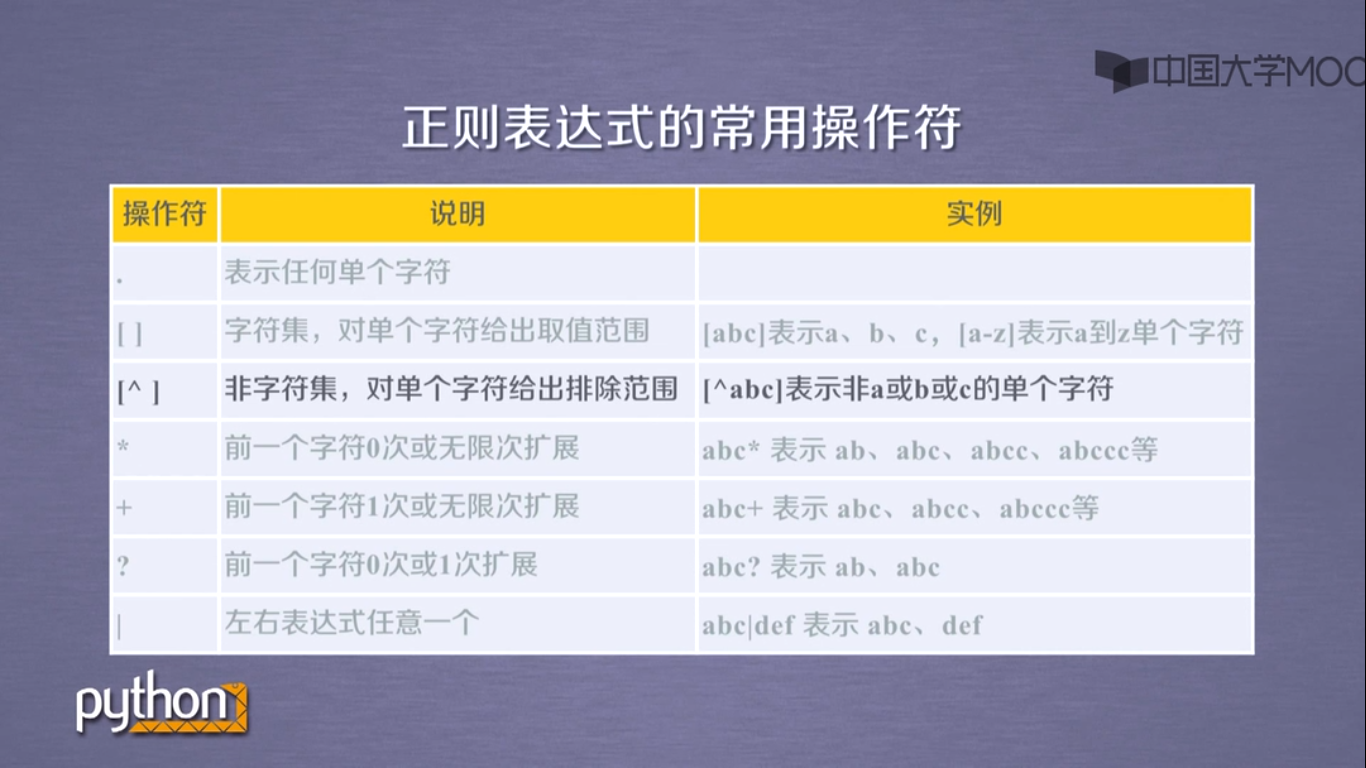 中国大学MOO
正则表达式的常用操作符
操作符 说明 实例
. 表示任何单个字符
[ ] 字符集，对单个字符给出取值范围 [abc]表示a、b、c，[a-z]表示a到z单个字符
[^ ] 非字符集，对单个字符给出排除范围 [^abc]表示非a或b或c的单个字符
* 前一个字符0次或无限次扩展 abc* 表示 ab、abc、abcc、abccc等
+ 前一个字符1次或无限次扩展 abc+ 表示 abc、abcc、abccc等
? 前一个字符0次或1次扩展 abc? 表示 ab、abc
| 左右表达式任意一个 abc|def 表示 abc、def
python